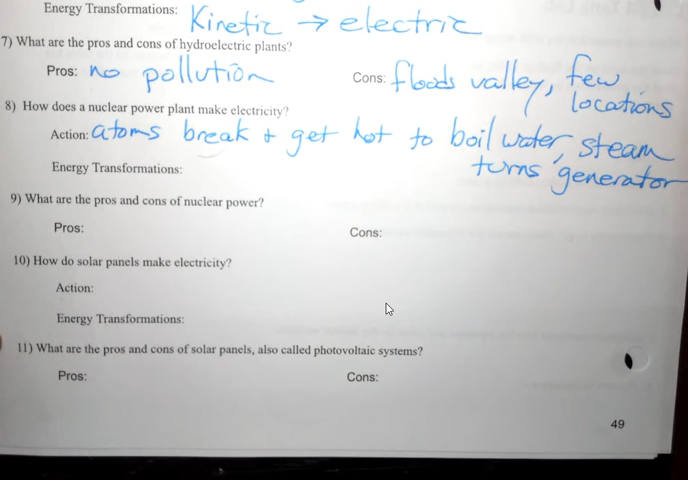 Energy Transformations: Kinetic → electric
7) What are the pros and cons of hydroelectric plants?
Pros: no pollution Cons: floods valley, few
locations
8) How does a nuclear power plant make electricity?
Action: atoms break + get hot to boil water, steam
turns generator
Energy Transformations:
9) What are the pros and cons of nuclear power?
Pros: Cons:
10) How do solar panels make electricity?
Action:
Energy Transformations:
11) What are the pros and cons of solar panels, also called photovoltaic systems?
Pros: Cons:
49